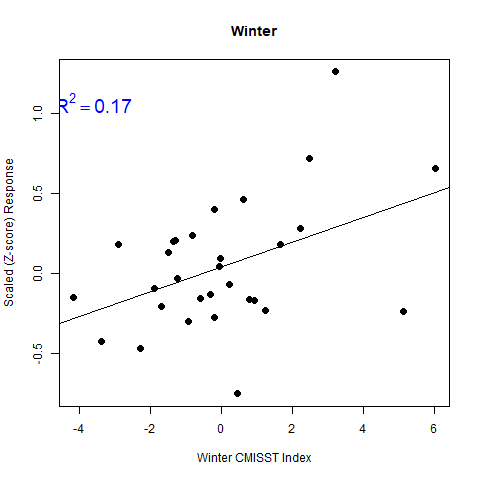 Winter
R² = 0.17
Scaled (Z-score) Response
1.0
0.5
0.0
-0.5
-4 -2 0 2 4 6
Winter CMISST Index